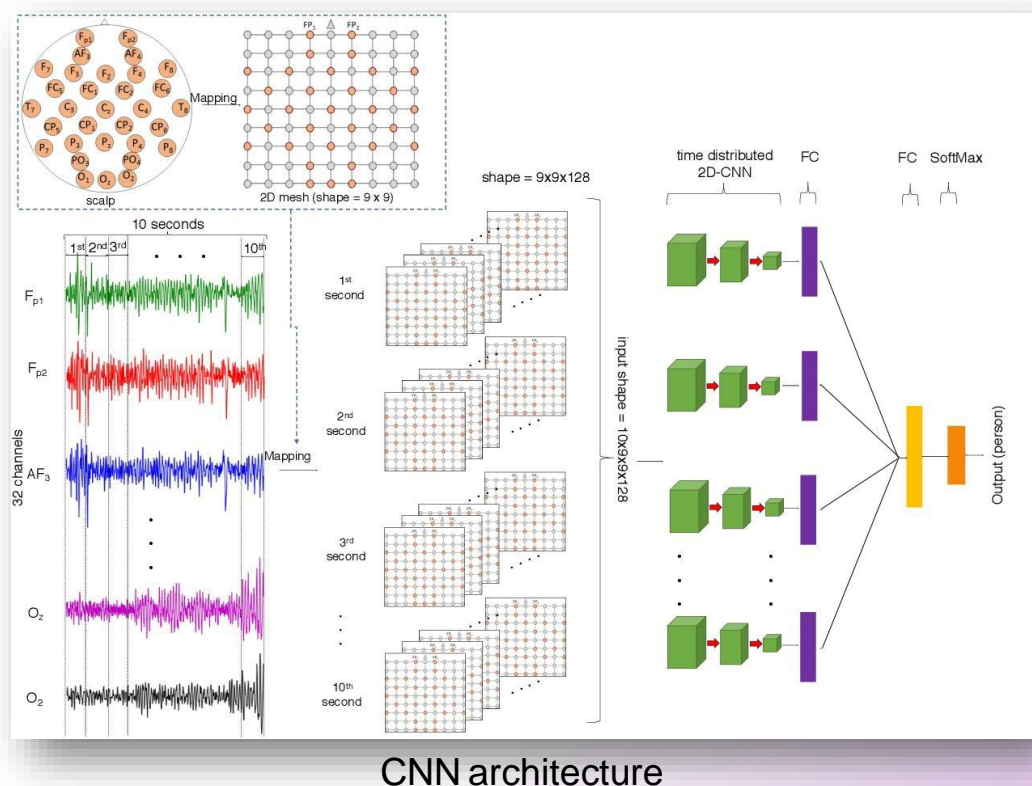 Fp1 Fp2
AF3 AF4
F7 F3 Fz F4 F8
FC5 FC1 FC2 FC6
T7 C3 Cz C4 T8
CP5 CP1 CP2 CP6
P7 P3 Pz P4 P8
PO3 PO4
O1 Oz O2
scalp
Mapping
FP1 FP2
2D mesh (shape = 9 x 9)
10 seconds
1st 2nd 3rd 10th
32 channels
Fp1
Fp2
AF3
Oz
O2
Mapping
shape = 9x9x128
1st
second
2nd
second
3rd
second
10th
second
input shape = 10x9x9x128
time distributed
2D-CNN
FC
FC
SoftMax
Output (person)
CNN architecture